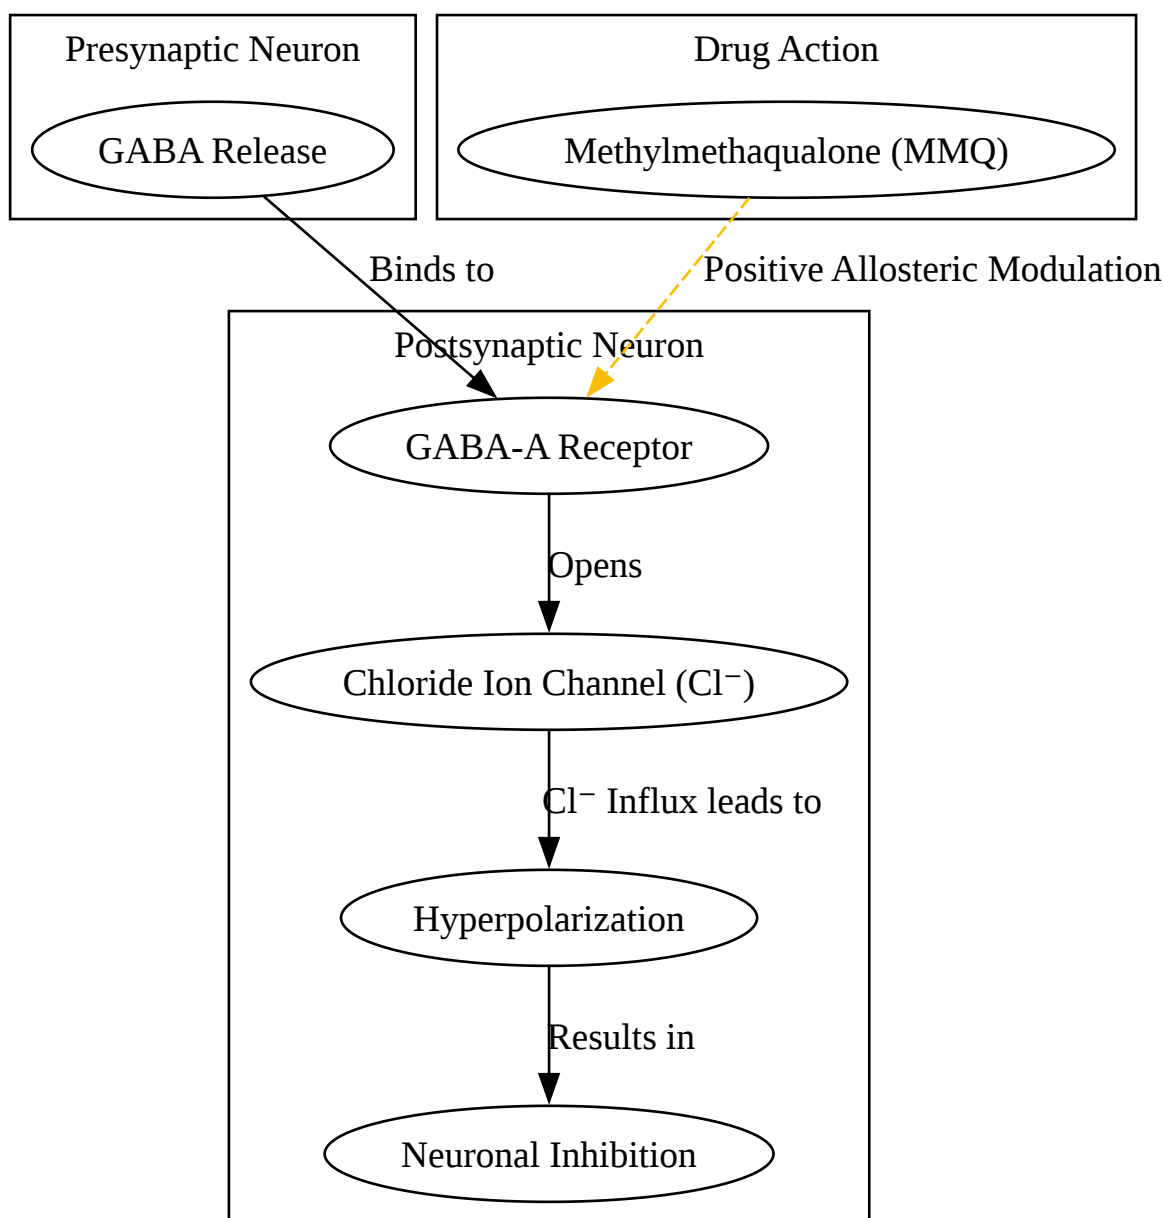 Presynaptic Neuron
Drug Action
GABA Release
Methylmethaqualone (MMQ)
Binds to
Positive Allosteric Modulation
Postsynaptic Neuron
GABA-A Receptor
Opens
Chloride Ion Channel (Cl⁻)
Cl⁻ Influx leads to
Hyperpolarization
Results in
Neuronal Inhibition